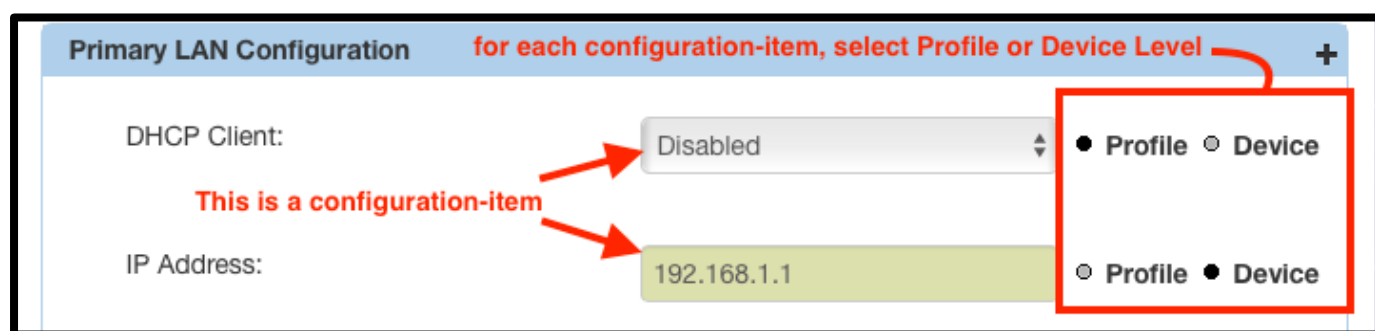 Primary LAN Configuration for each configuration-item, select Profile or Device Level +
DHCP Client: Disabled Profile Device
This is a configuration-item
IP Address: 192.168.1.1 Profile Device